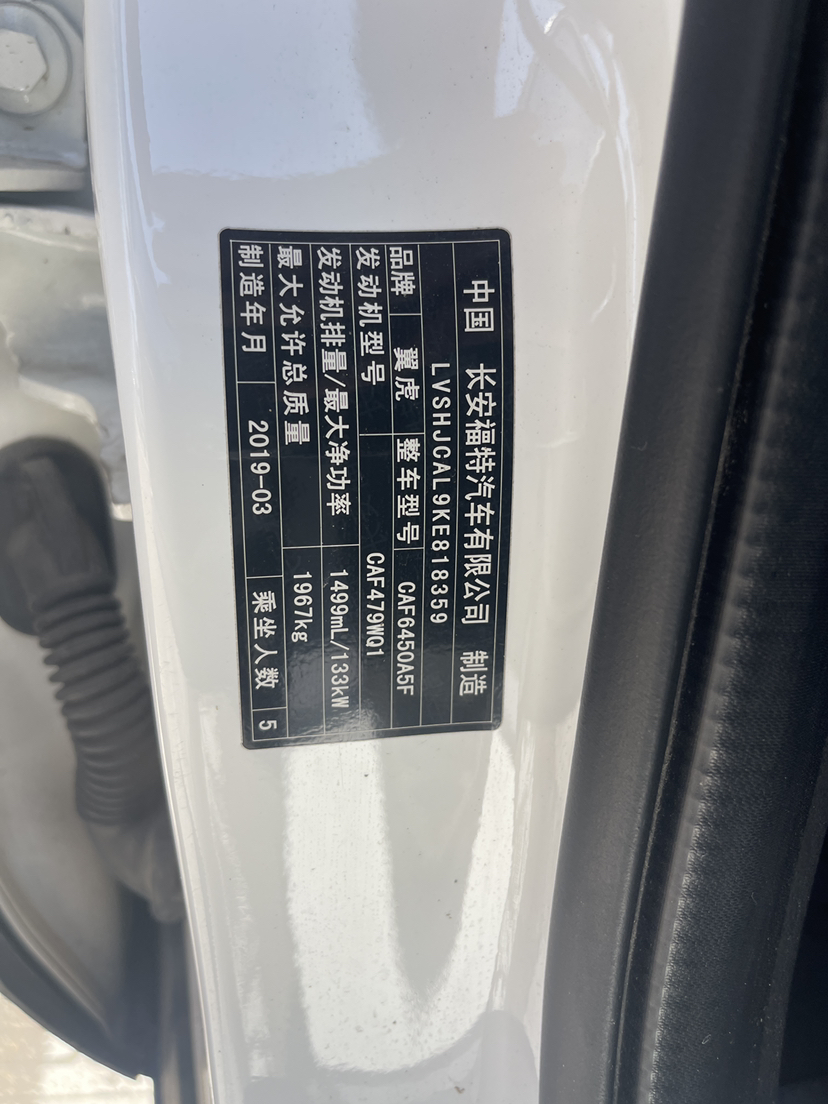 中国 长安福特汽车有限公司 制造
LVSHJCAL9KE818359
品牌 翼虎 整车型号 CAF6450A5F
发动机型号 CAF479WQ1
发动机排量/最大净功率 1499mL/133kW
最大允许总质量 1967kg
制造年月 2019-03 乘坐人数 5